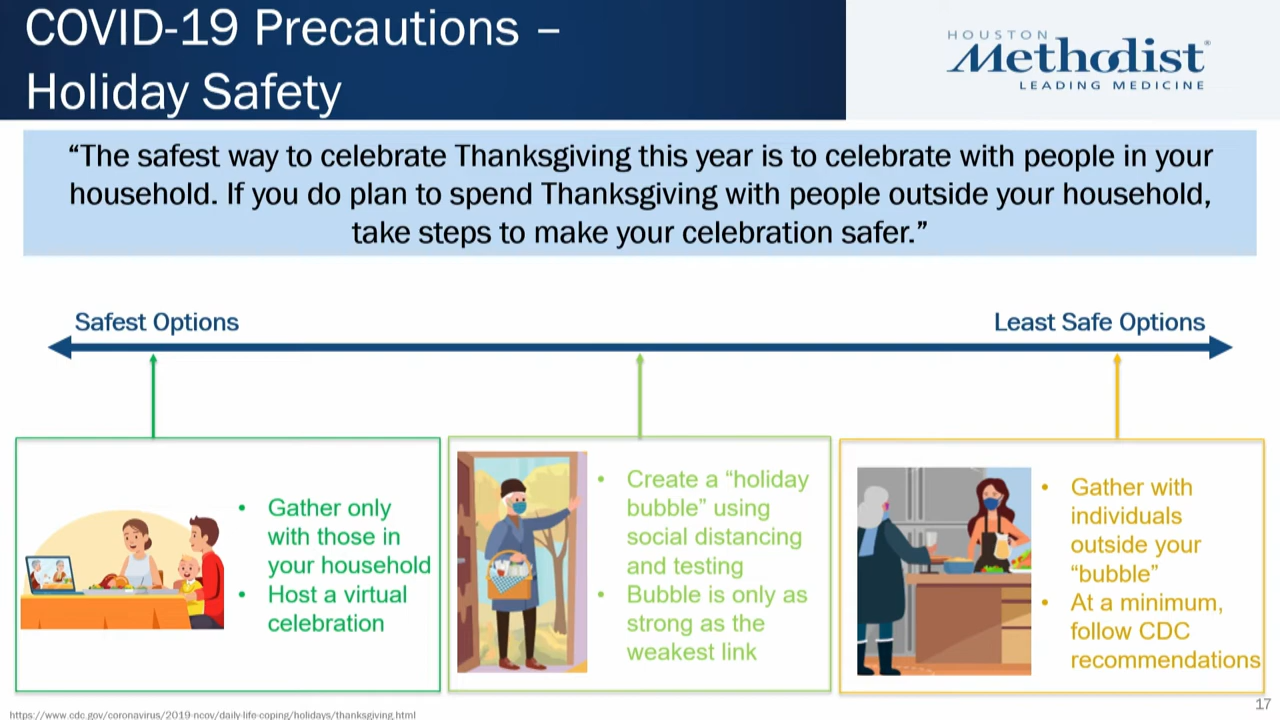 COVID-19 Precautions –
Holiday Safety
HOUSTON
Methodist®
LEADING MEDICINE
“The safest way to celebrate Thanksgiving this year is to celebrate with people in your
household. If you do plan to spend Thanksgiving with people outside your household,
take steps to make your celebration safer.”
Safest Options
Least Safe Options
• Gather only
with those in
your household
• Host a virtual
celebration
• Create a “holiday
bubble” using
social distancing
and testing
• Bubble is only as
strong as the
weakest link
• Gather with
individuals
outside your
“bubble”
• At a minimum,
follow CDC
recommendations
17
https://www.cdc.gov/coronavirus/2019-ncov/daily-life-coping/holidays/thanksgiving.html